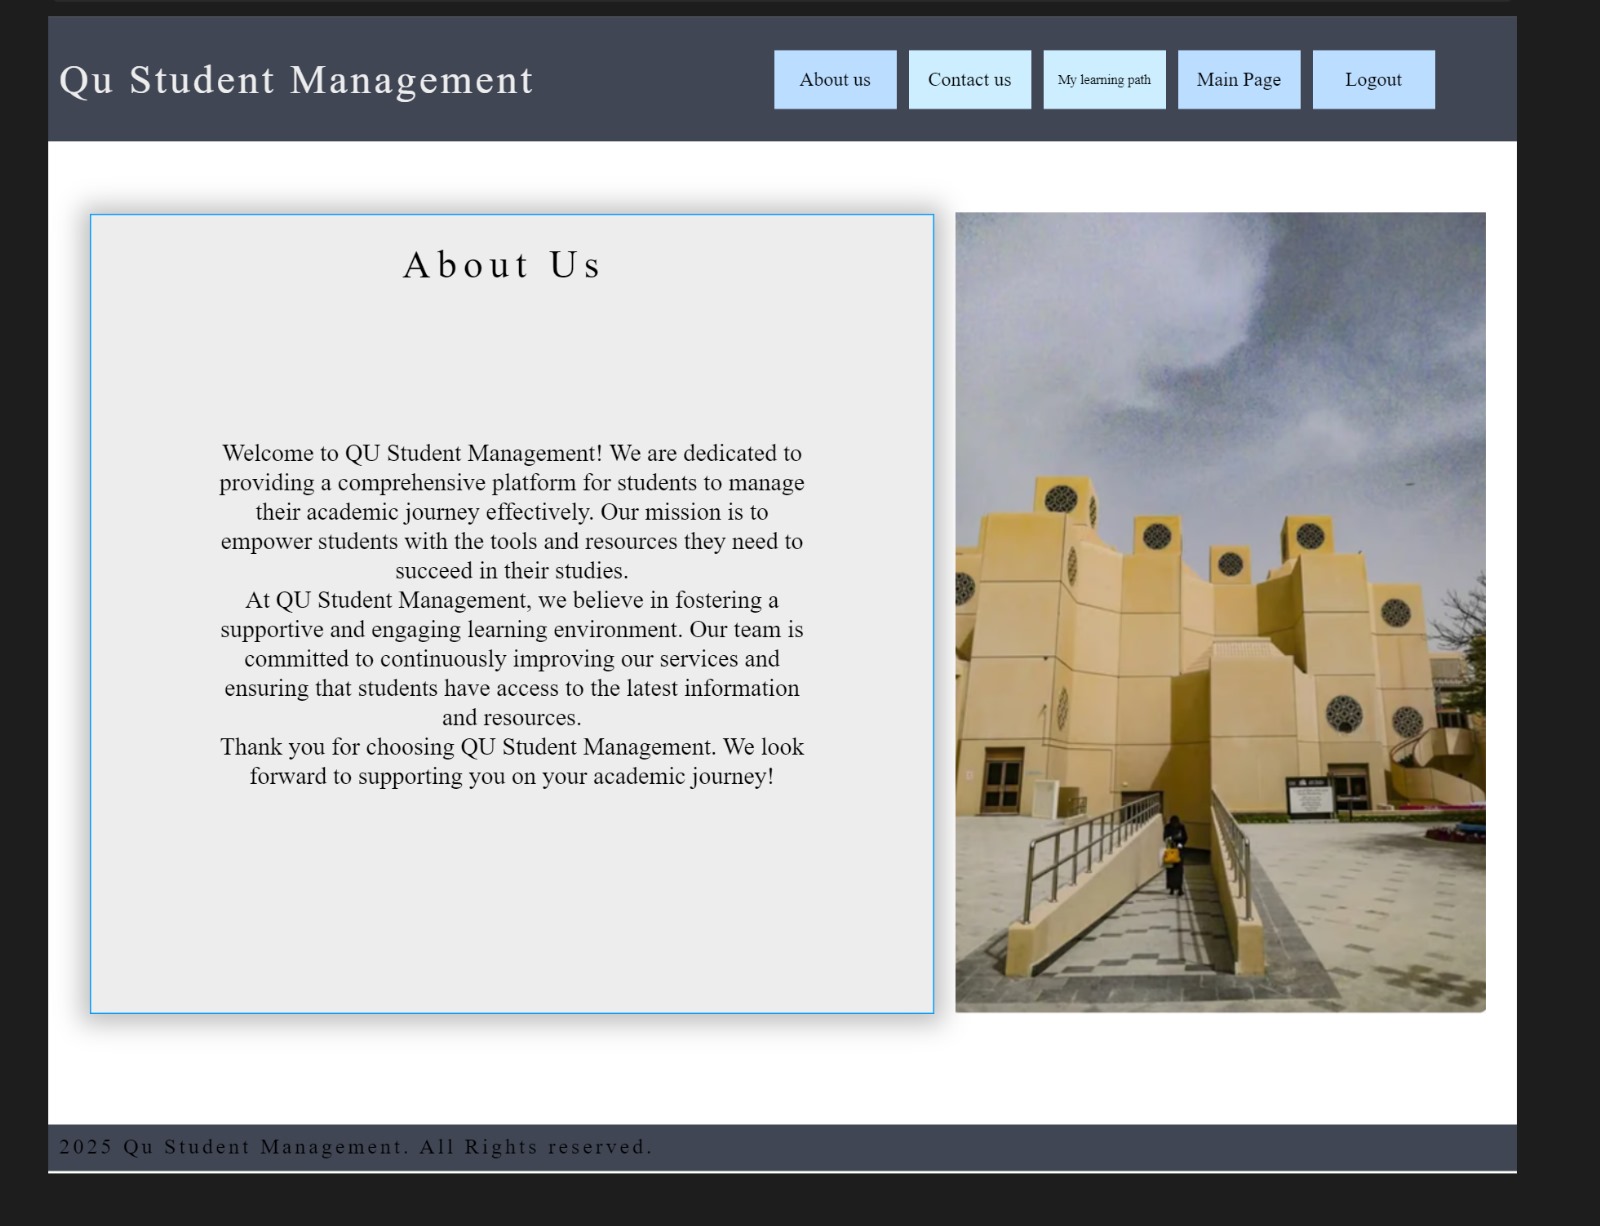 Qu Student Management
About us
Contact us
My learning path
Main Page
Logout
About Us
Welcome to QU Student Management! We are dedicated to
providing a comprehensive platform for students to manage
their academic journey effectively. Our mission is to
empower students with the tools and resources they need to
succeed in their studies.
At QU Student Management, we believe in fostering a
supportive and engaging learning environment. Our team is
committed to continuously improving our services and
ensuring that students have access to the latest information
and resources.
Thank you for choosing QU Student Management. We look
forward to supporting you on your academic journey!
2025 Qu Student Management. All Rights reserved.